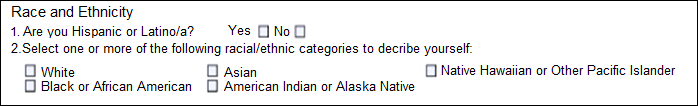 Race and Ethnicity
1. Are you Hispanic or Latino/a? Yes No
2.Select one or more of the following racial/ethnic categories to decribe yourself:
White Asian Native Hawaiian or Other Pacific Islander
Black or African American American Indian or Alaska Native